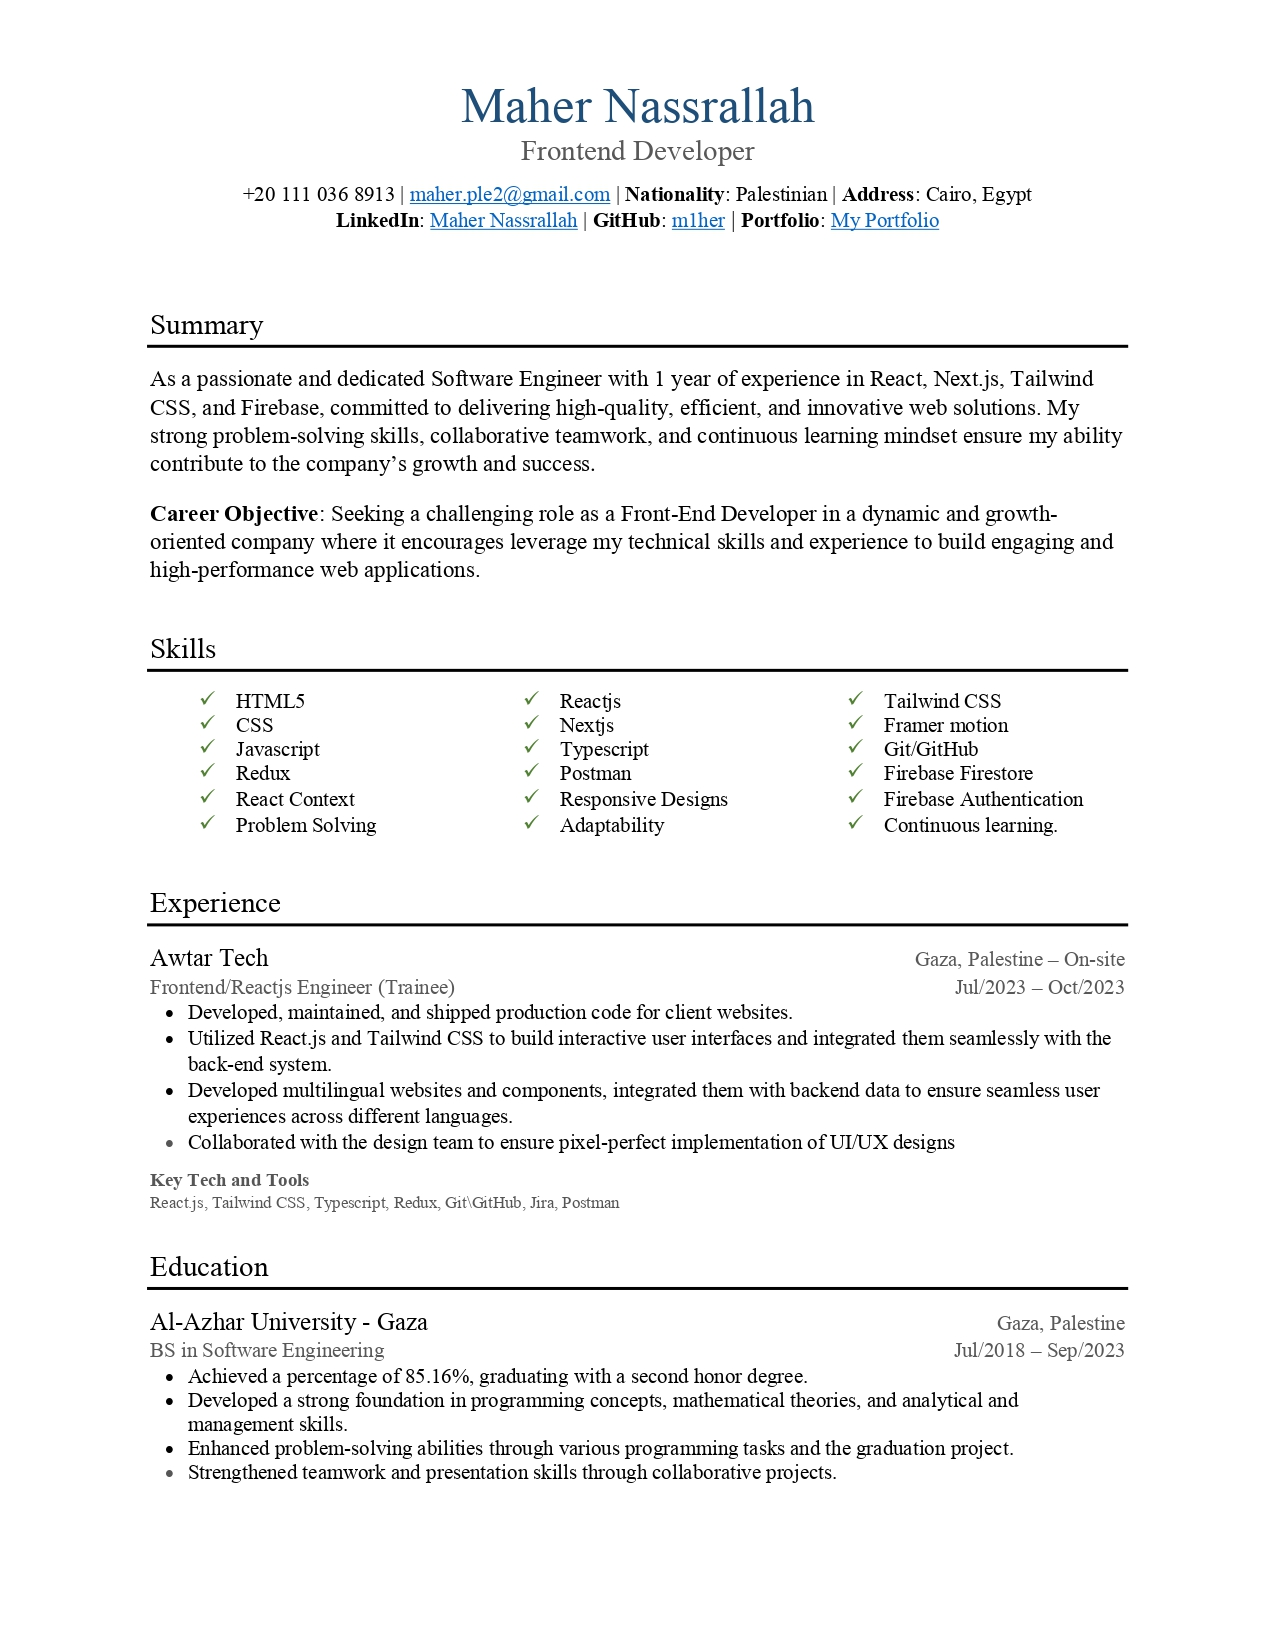 Maher Nassrallah
Frontend Developer
+20 111 036 8913 | maher.ple2@gmail.com | Nationality: Palestinian | Address: Cairo, Egypt
LinkedIn: Maher Nassrallah | GitHub: m1her | Portfolio: My Portfolio
Summary
As a passionate and dedicated Software Engineer with 1 year of experience in React, Next.js, Tailwind
CSS, and Firebase, committed to delivering high-quality, efficient, and innovative web solutions. My
strong problem-solving skills, collaborative teamwork, and continuous learning mindset ensure my ability
contribute to the company’s growth and success.
Career Objective: Seeking a challenging role as a Front-End Developer in a dynamic and growth-
oriented company where it encourages leverage my technical skills and experience to build engaging and
high-performance web applications.
Skills
✓ HTML5 ✓ Reactjs ✓ Tailwind CSS
✓ CSS ✓ Nextjs ✓ Framer motion
✓ Javascript ✓ Typescript ✓ Git/GitHub
✓ Redux ✓ Postman ✓ Firebase Firestore
✓ React Context ✓ Responsive Designs ✓ Firebase Authentication
✓ Problem Solving ✓ Adaptability ✓ Continuous learning.
Experience
Awtar Tech Gaza, Palestine – On-site
Frontend/Reactjs Engineer (Trainee) Jul/2023 – Oct/2023
• Developed, maintained, and shipped production code for client websites.
• Utilized React.js and Tailwind CSS to build interactive user interfaces and integrated them seamlessly with the
back-end system.
• Developed multilingual websites and components, integrated them with backend data to ensure seamless user
experiences across different languages.
• Collaborated with the design team to ensure pixel-perfect implementation of UI/UX designs
Key Tech and Tools
React.js, Tailwind CSS, Typescript, Redux, Git\GitHub, Jira, Postman
Education
Al-Azhar University - Gaza Gaza, Palestine
BS in Software Engineering Jul/2018 – Sep/2023
• Achieved a percentage of 85.16%, graduating with a second honor degree.
• Developed a strong foundation in programming concepts, mathematical theories, and analytical and
management skills.
• Enhanced problem-solving abilities through various programming tasks and the graduation project.
• Strengthened teamwork and presentation skills through collaborative projects.